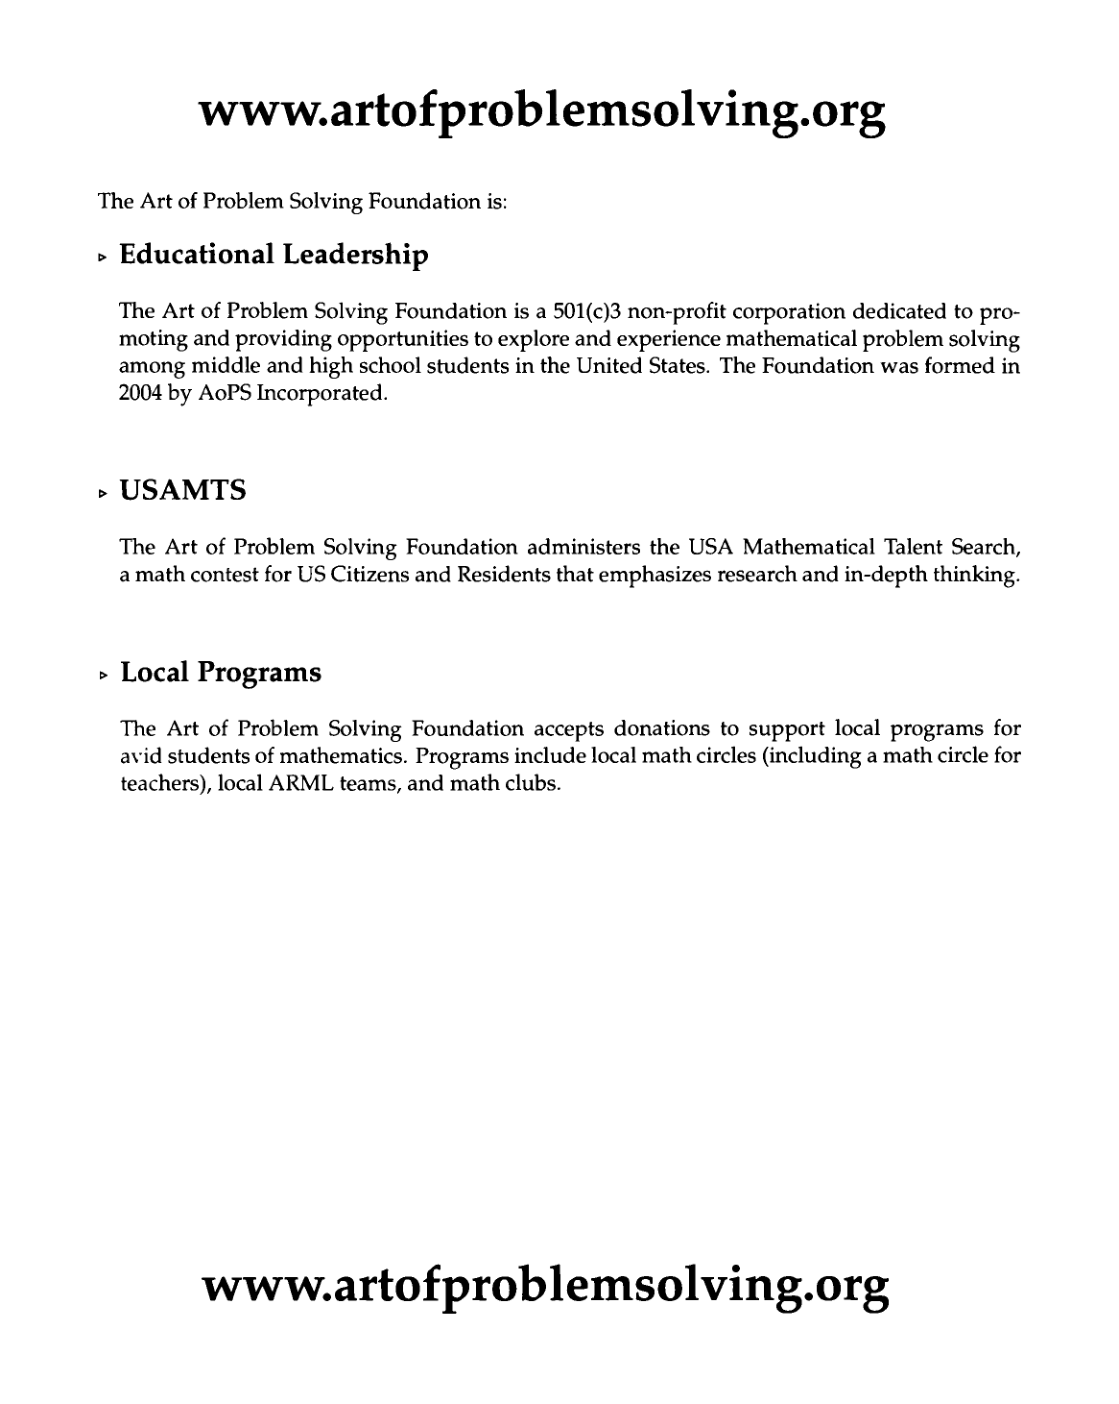 www.artofproblemsolving.org
The Art of Problem Solving Foundation is:
▹ Educational Leadership
The Art of Problem Solving Foundation is a 501(c)3 non-profit corporation dedicated to pro-
moting and providing opportunities to explore and experience mathematical problem solving
among middle and high school students in the United States. The Foundation was formed in
2004 by AoPS Incorporated.
▹ USAMTS
The Art of Problem Solving Foundation administers the USA Mathematical Talent Search,
a math contest for US Citizens and Residents that emphasizes research and in-depth thinking.
▹ Local Programs
The Art of Problem Solving Foundation accepts donations to support local programs for
avid students of mathematics. Programs include local math circles (including a math circle for
teachers), local ARML teams, and math clubs.
www.artofproblemsolving.org